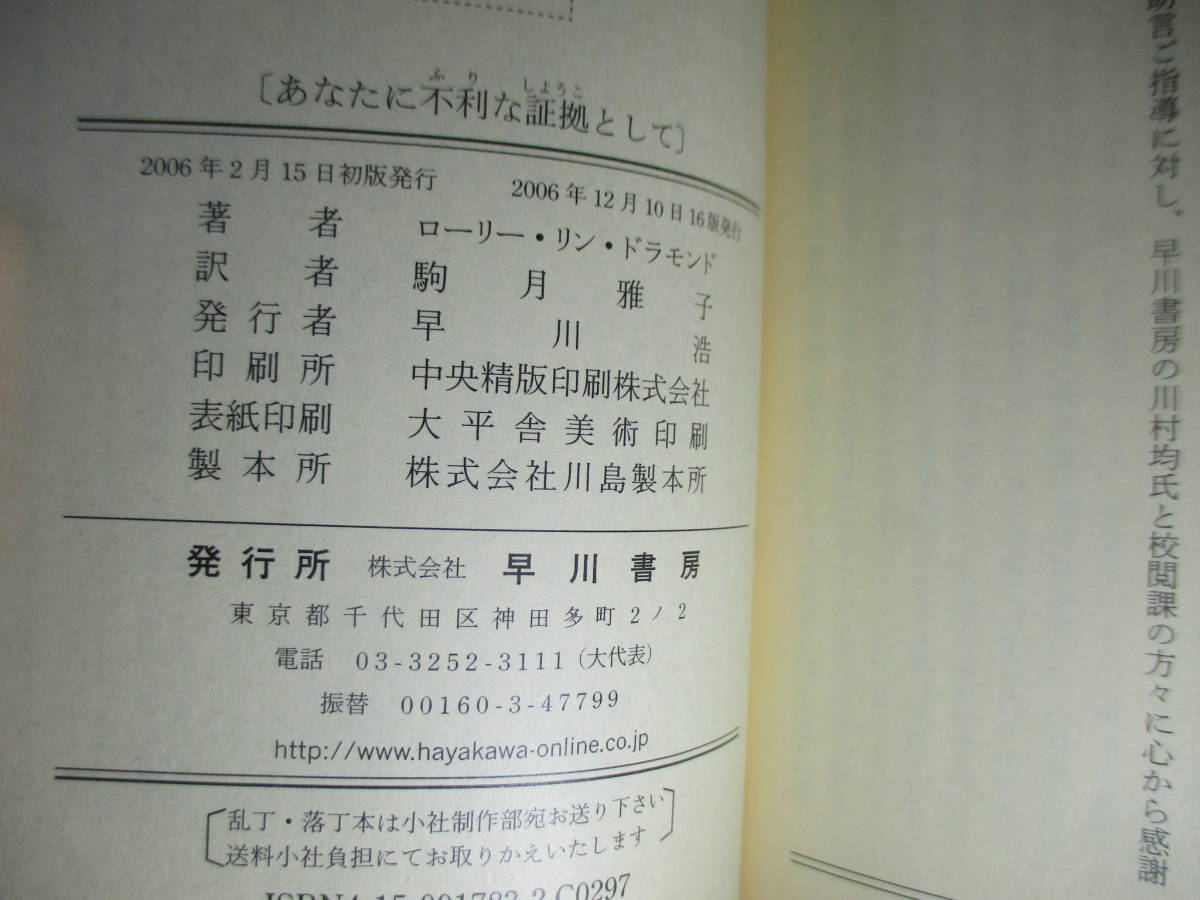 助言ご指導に対し、早川書房の川村均氏と校閲課の方々に心から感謝
〔あなたに不利な証拠として〕
2006年2月15日初版発行 2006年12月10日16版発行
著者 ローリー・リン・ドラモンド
訳者 駒月雅子
発行者 早川浩
印刷所 中央精版印刷株式会社
表紙印刷 大平舎美術印刷
製本所 株式会社川島製本所
発行所 株式会社 早川書房
東京都千代田区神田多町2ノ2
電話 03-3252-3111(大代表)
振替 00160-3-47799
http://www.hayakawa-online.co.jp
乱丁・落丁本は小社制作部宛お送り下さい
送料小社負担にてお取りかえいたします
ISBN4-15-001783-2 C0297